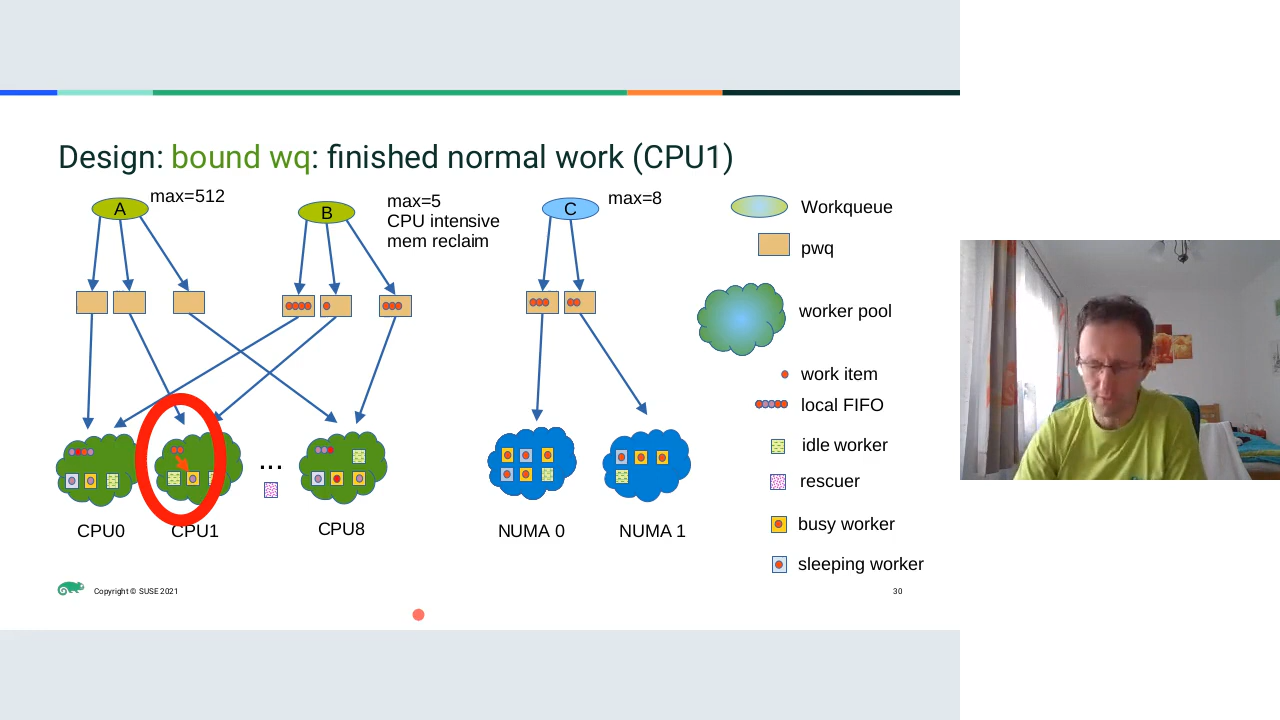 Design: bound wq: finished normal work (CPU1)
A
max=512
B
max=5
CPU intensive
mem reclaim
C
max=8
Workqueue
pwq
worker pool
work item
local FIFO
idle worker
rescuer
busy worker
sleeping worker
...
CPU0
CPU1
CPU8
NUMA 0
NUMA 1
Copyright © SUSE 2021
30